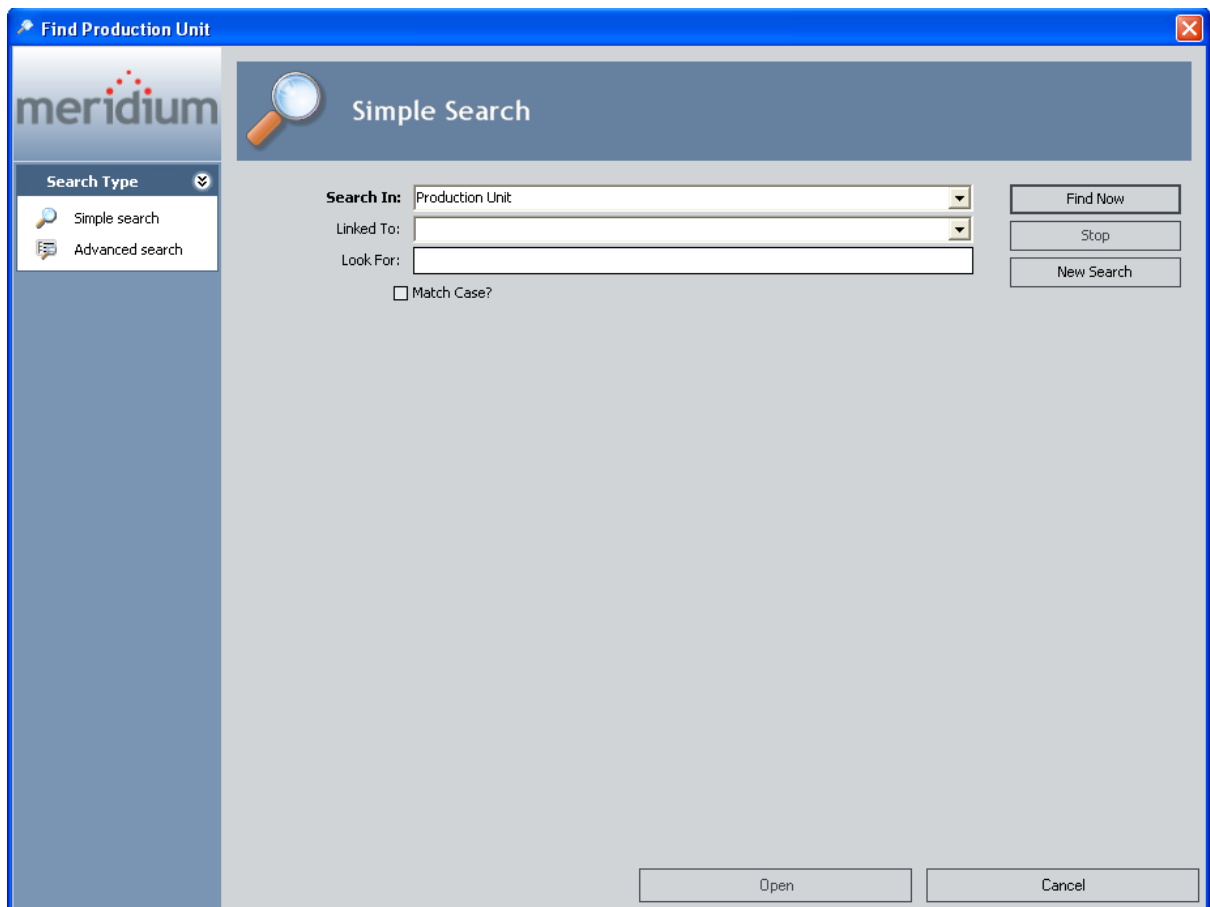 Find Production Unit
meridium
Simple Search
Search Type
Simple search
Advanced search
Search In: Production Unit
Linked To:
Look For:
Match Case?
Find Now
Stop
New Search
Open
Cancel